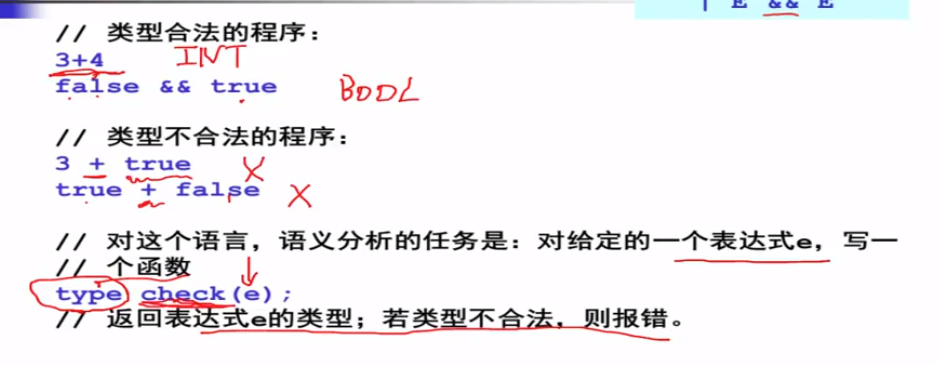 | E && E
// 类型合法的程序：
3+4 INT
false && true BOOL
// 类型不合法的程序：
3 + true X
true + false X
// 对这个语言，语义分析的任务是：对给定的一个表达式e，写一
// 个函数
type check(e);
// 返回表达式e的类型；若类型不合法，则报错。